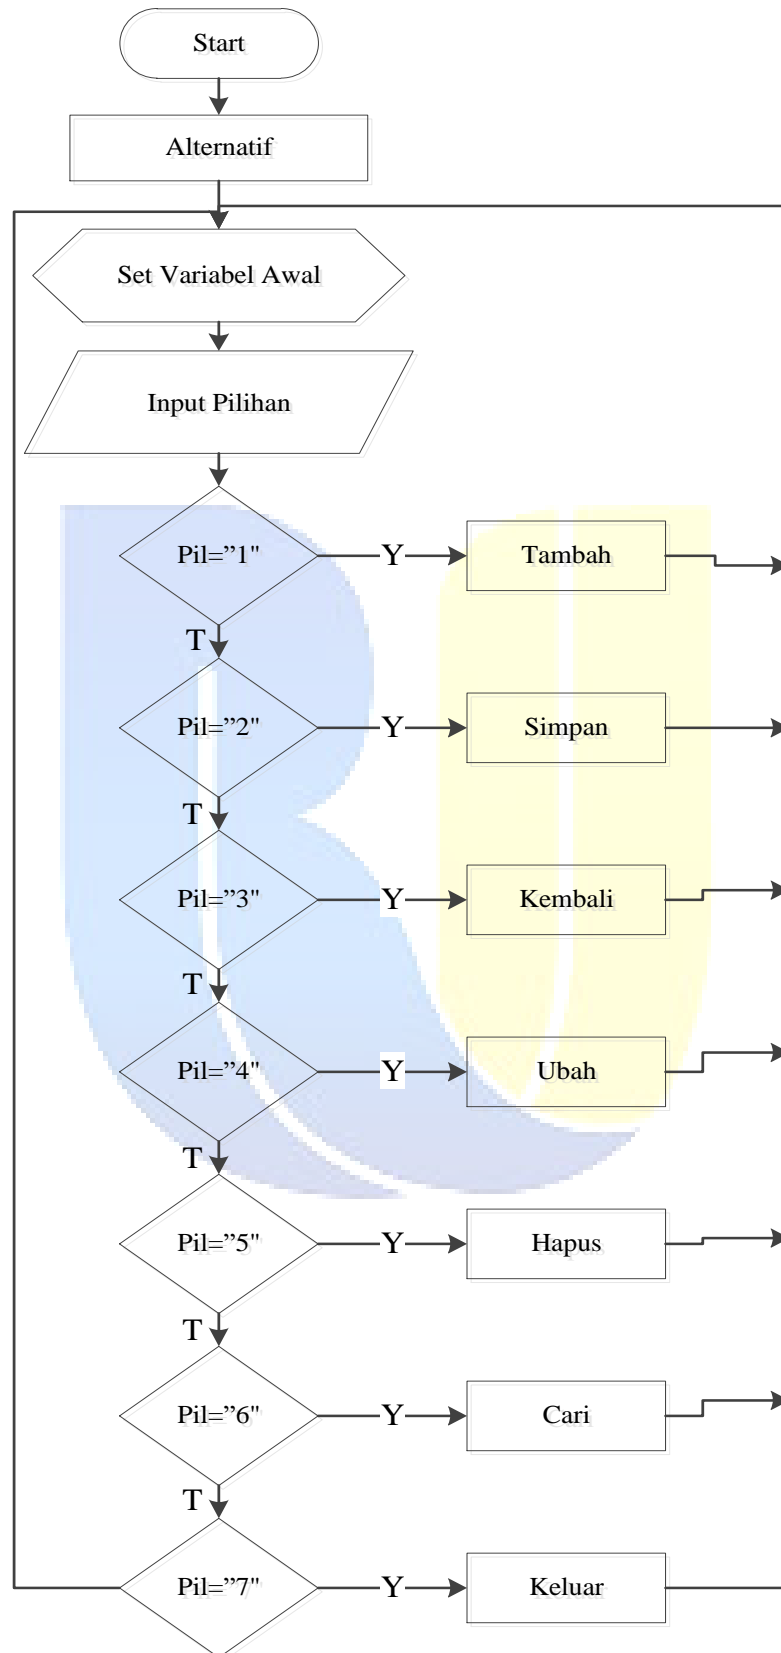 Start
Alternatif
Set Variabel Awal
Input Pilihan
Pil=”1"
Y
Tambah
T
Pil=”2"
Y
Simpan
T
Pil=”3"
Y
Kembali
T
Pil=”4"
Y
Ubah
T
Pil=”5"
Y
Hapus
T
Pil=”6"
Y
Cari
T
Pil=”7"
Y
Keluar